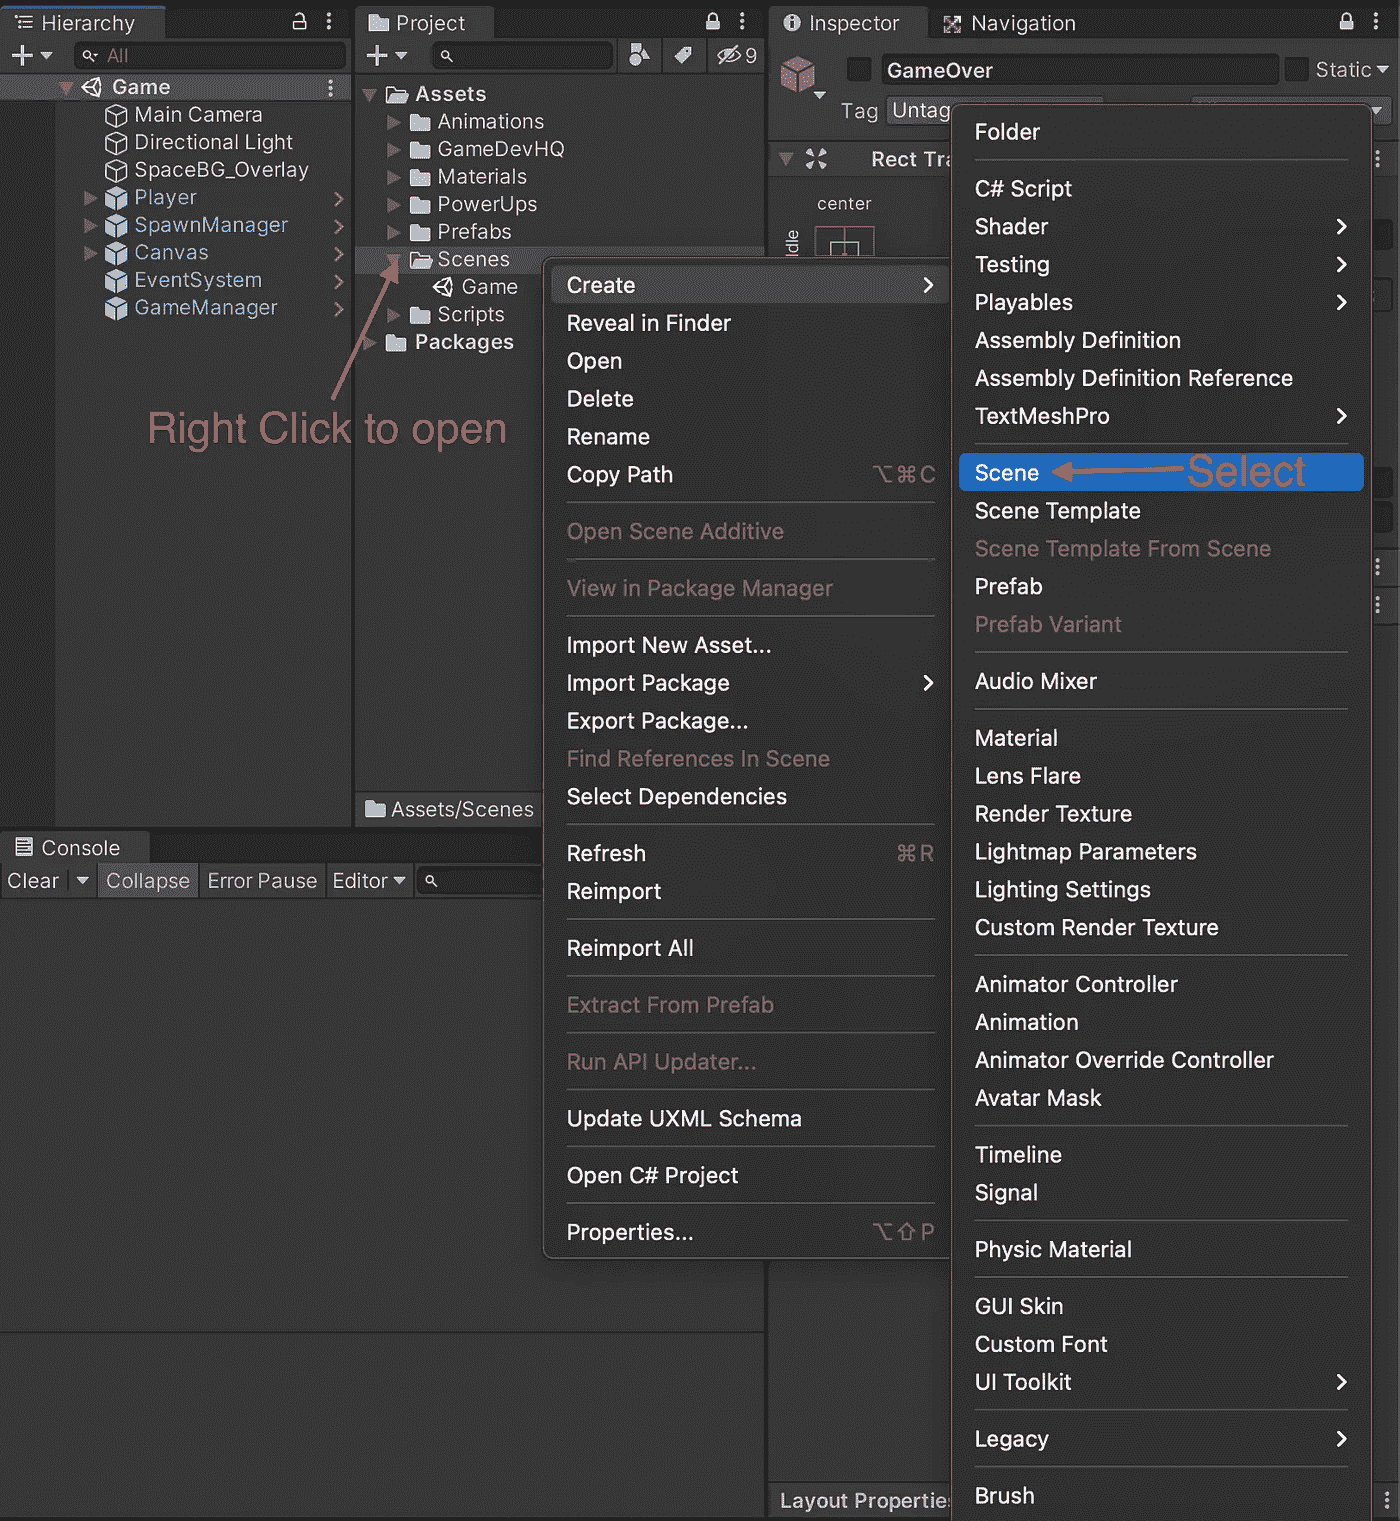 Hierarchy
All
Game
Main Camera
Directional Light
SpaceBG_Overlay
Player
SpawnManager
Canvas
EventSystem
GameManager
Project
9
Assets
Animations
GameDevHQ
Materials
PowerUps
Prefabs
Scenes
Game
Scripts
Packages
Right Click to open
Assets/Scenes
Console
Clear
Collapse
Error Pause
Editor
Create
Reveal in Finder
Open
Delete
Rename
Copy Path ⌥⌘C
Open Scene Additive
View in Package Manager
Import New Asset...
Import Package
Export Package...
Find References In Scene
Select Dependencies
Refresh ⌘R
Reimport
Reimport All
Extract From Prefab
Run API Updater...
Update UXML Schema
Open C# Project
Properties... ⌥⇧P
Inspector
Navigation
GameOver
Static
Tag Untag
Rect Tra
center
Layout Properties
Folder
C# Script
Shader
Testing
Playables
Assembly Definition
Assembly Definition Reference
TextMeshPro
Scene
Select
Scene Template
Scene Template From Scene
Prefab
Prefab Variant
Audio Mixer
Material
Lens Flare
Render Texture
Lightmap Parameters
Lighting Settings
Custom Render Texture
Animator Controller
Animation
Animator Override Controller
Avatar Mask
Timeline
Signal
Physic Material
GUI Skin
Custom Font
UI Toolkit
Legacy
Brush